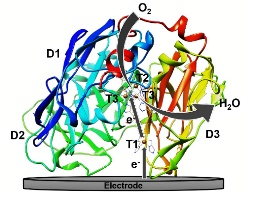 O2
D1
T2
T3
T3
H2O
e-
D2
D3
T1
e-
Electrode